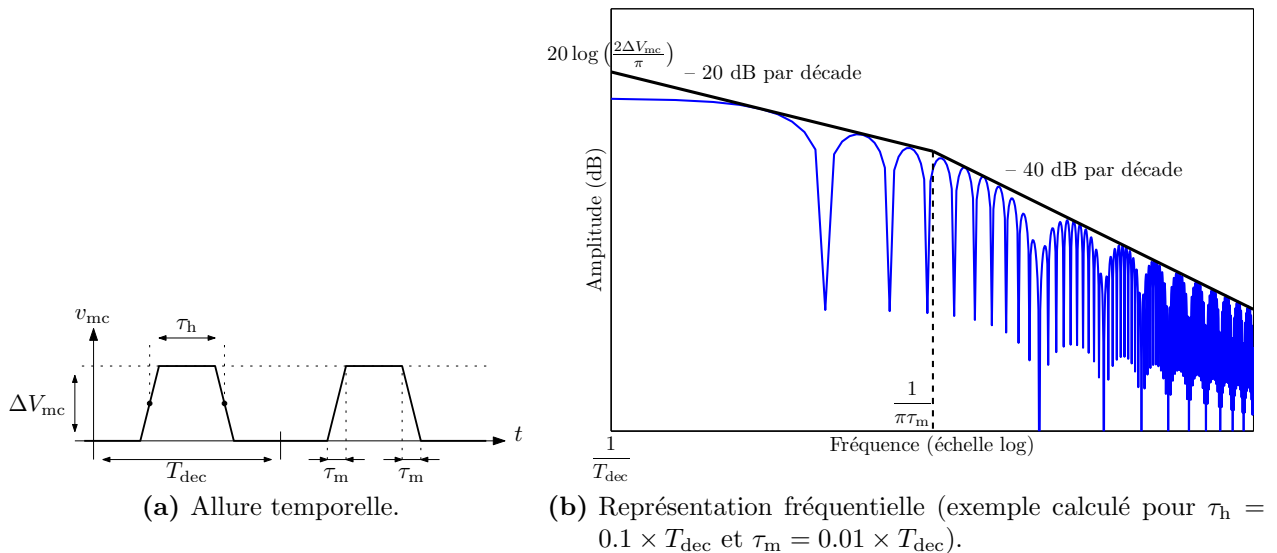 v_mc
τ_h
ΔV_mc
t
T_dec
τ_m
τ_m
(a) Allure temporelle.
20 log (2ΔV_mc/π)
– 20 dB par décade
– 40 dB par décade
Amplitude (dB)
1/πτ_m
1/T_dec
Fréquence (échelle log)
(b) Représentation fréquentielle (exemple calculé pour τ_h =
0.1 × T_dec et τ_m = 0.01 × T_dec).